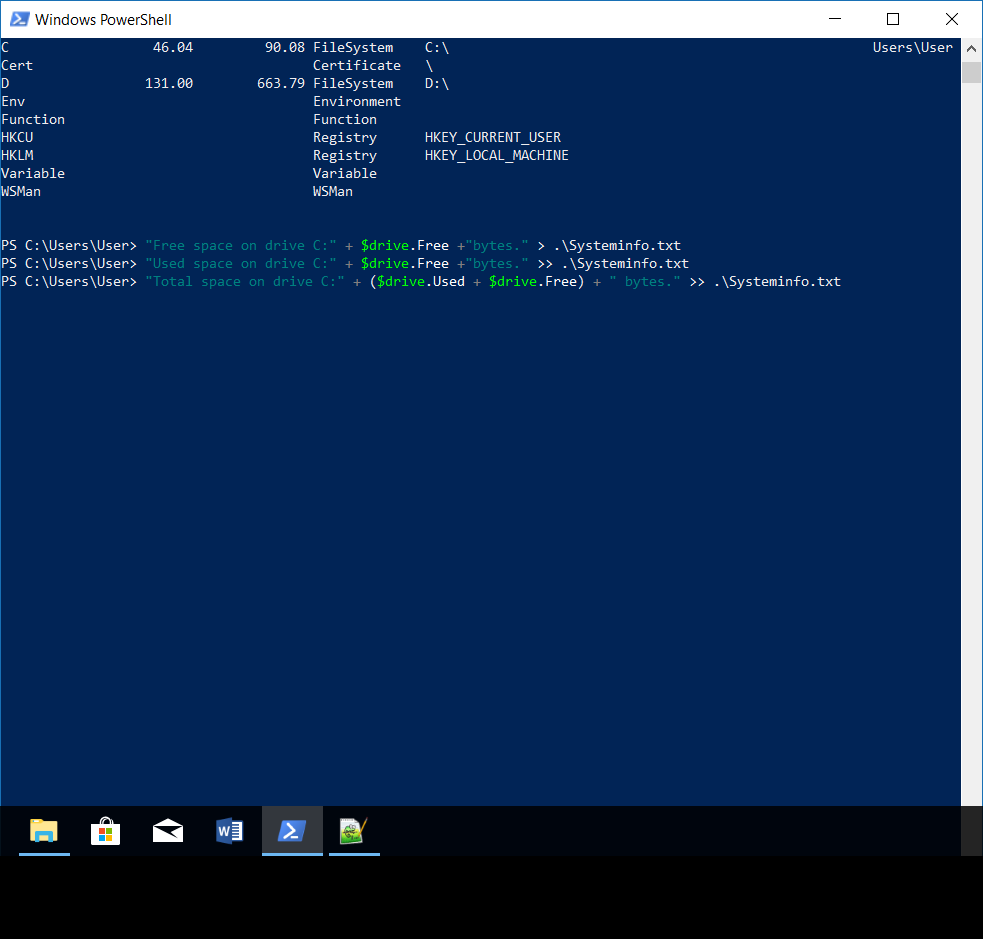 Windows PowerShell
C 46.04 90.08 FileSystem C:\ Users\User
Cert Certificate \
D 131.00 663.79 FileSystem D:\
Env Environment
Function Function
HKCU Registry HKEY_CURRENT_USER
HKLM Registry HKEY_LOCAL_MACHINE
Variable Variable
WSMan WSMan
PS C:\Users\User> "Free space on drive C:" + $drive.Free +"bytes." > .\Systeminfo.txt
PS C:\Users\User> "Used space on drive C:" + $drive.Free +"bytes." >> .\Systeminfo.txt
PS C:\Users\User> "Total space on drive C:" + ($drive.Used + $drive.Free) + " bytes." >> .\Systeminfo.txt
W